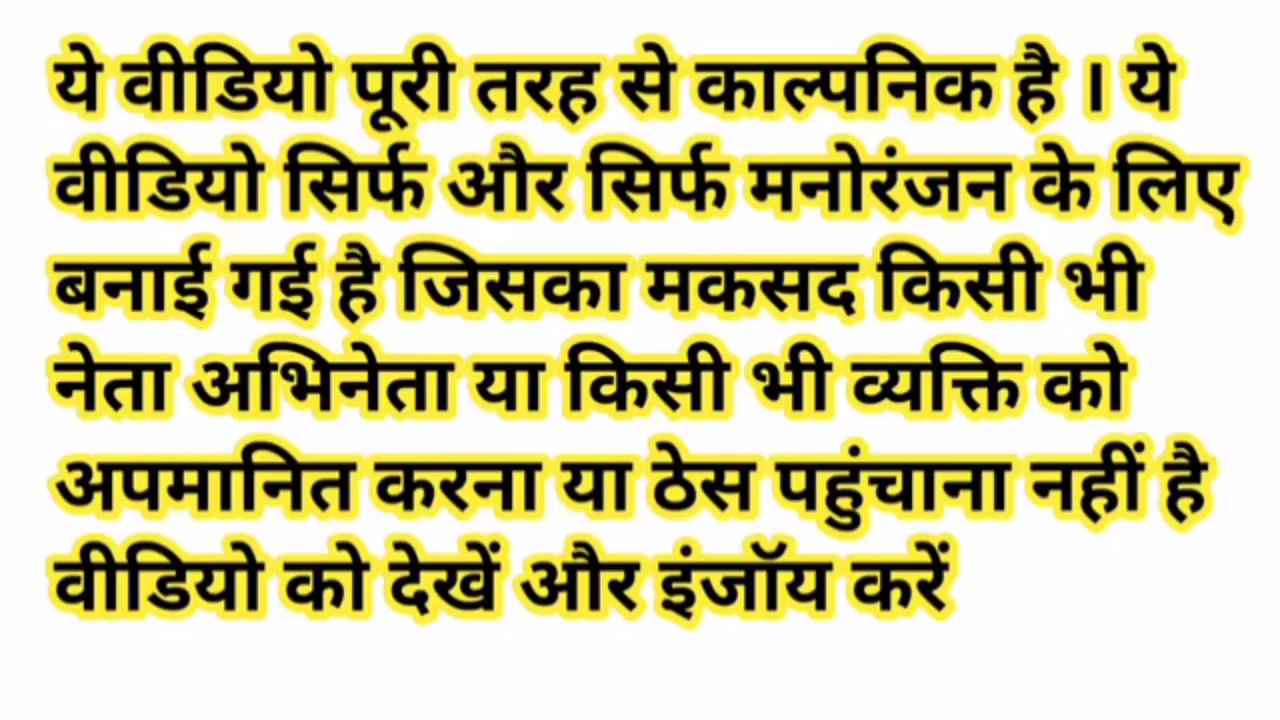 ये वीडियो पूरी तरह से काल्पनिक है । ये
वीडियो सिर्फ और सिर्फ मनोरंजन के लिए
बनाई गई है जिसका मकसद किसी भी
नेता अभिनेता या किसी भी व्यक्ति को
अपमानित करना या ठेस पहुंचाना नहीं है
वीडियो को देखें और इंजॉय करें